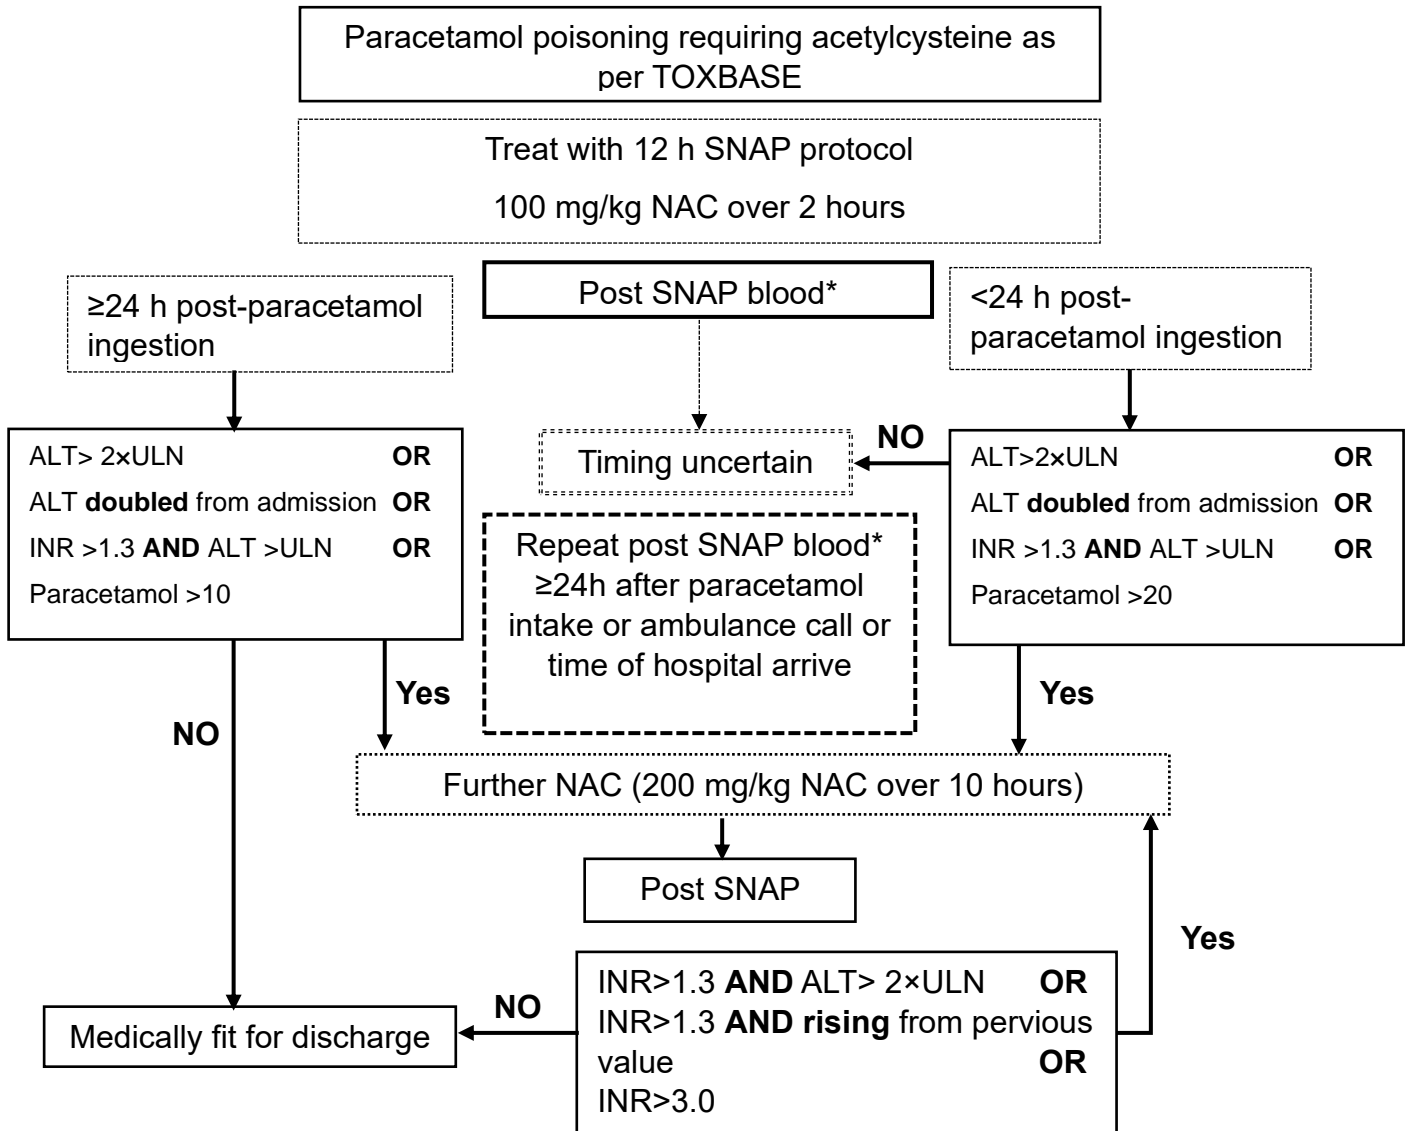 Paracetamol poisoning requiring acetylcysteine as
per TOXBASE
Treat with 12 h SNAP protocol
100 mg/kg NAC over 2 hours
≥24 h post-paracetamol
ingestion
Post SNAP blood*
<24 h post-
paracetamol ingestion
ALT> 2×ULN OR
ALT doubled from admission OR
INR >1.3 AND ALT >ULN OR
Paracetamol >10
Timing uncertain
NO
ALT>2×ULN OR
ALT doubled from admission OR
INR >1.3 AND ALT >ULN OR
Paracetamol >20
Repeat post SNAP blood*
≥24h after paracetamol
intake or ambulance call or
time of hospital arrive
NO
Yes
Yes
Further NAC (200 mg/kg NAC over 10 hours)
Post SNAP
Yes
INR>1.3 AND ALT> 2×ULN OR
INR>1.3 AND rising from pervious
value OR
INR>3.0
NO
Medically fit for discharge